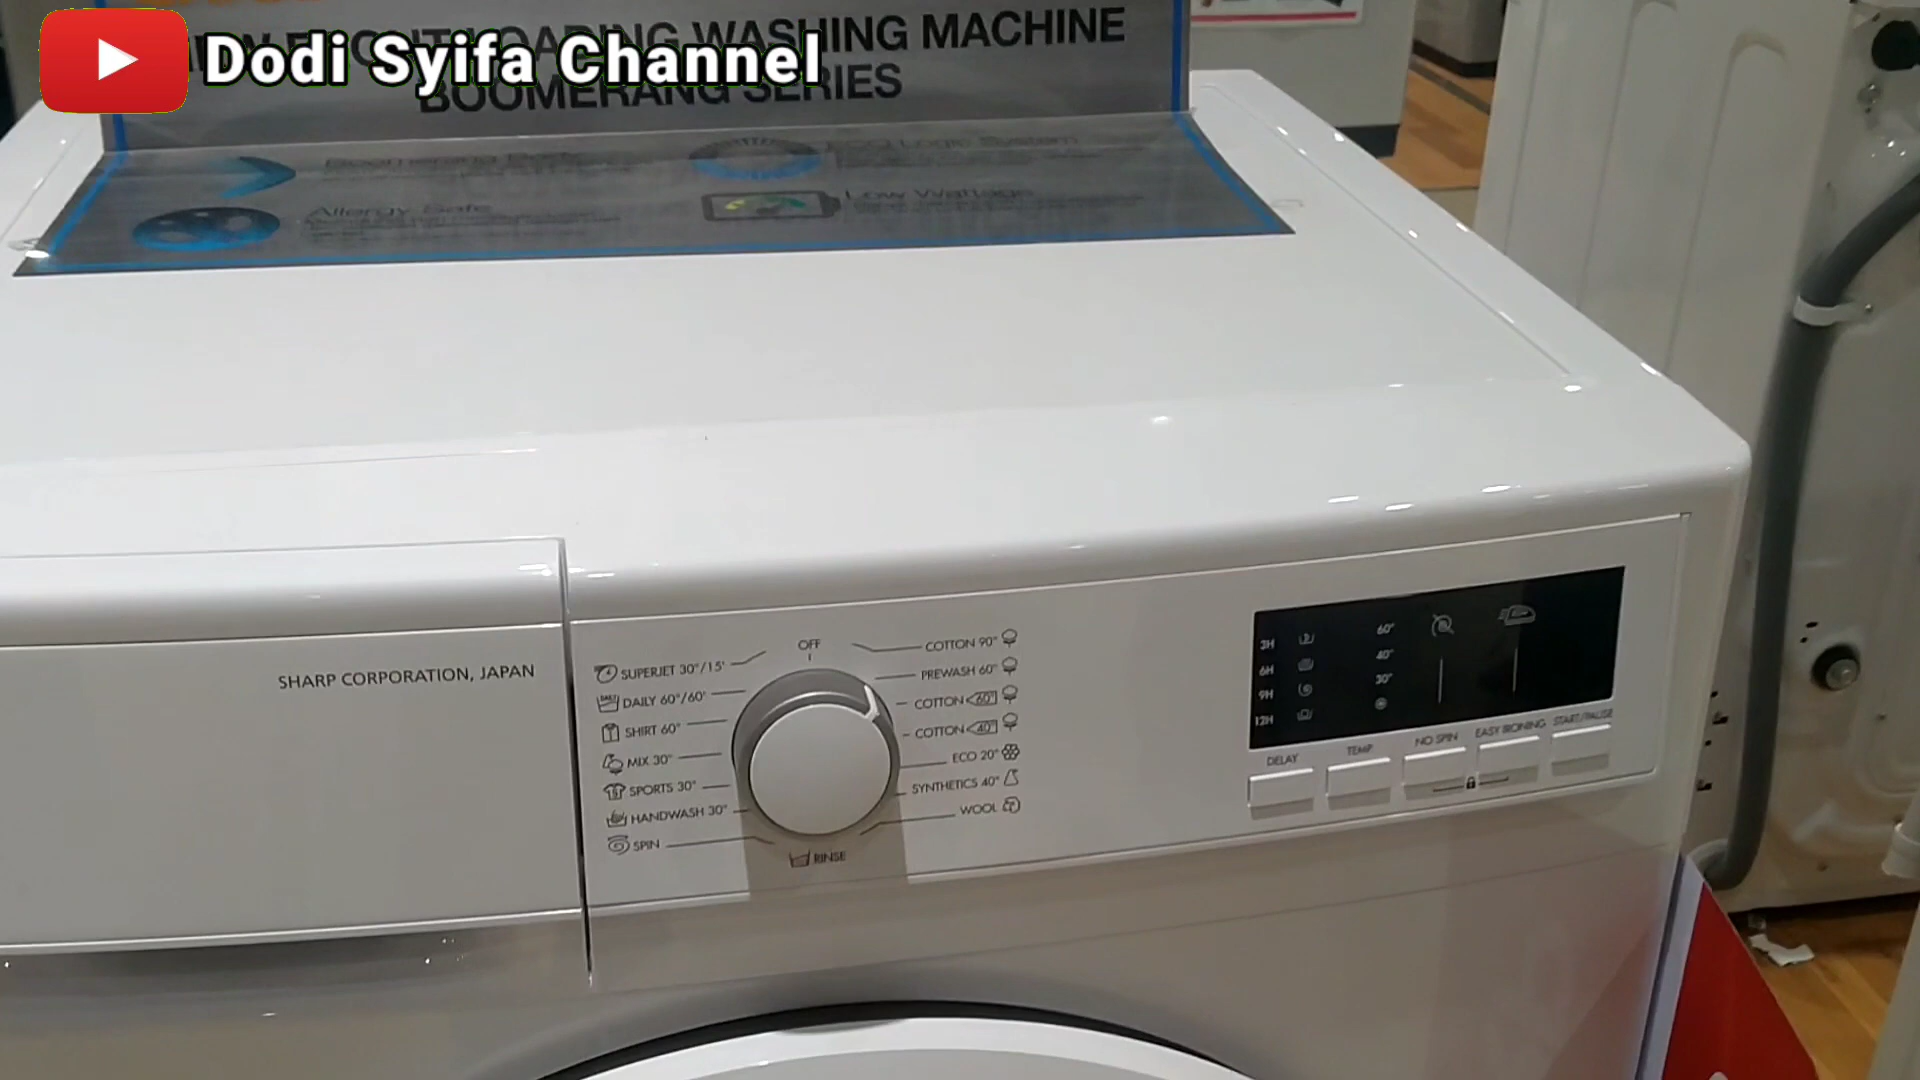 Dodi Syifa Channel
LOADING WASHING MACHINE
BOOMERANG SERIES
Allergy Safe
Low Wattage
SHARP CORPORATION, JAPAN
OFF
SUPERJET 30°/15'
DAILY 60°/60'
SHIRT 60°
MIX 30°
SPORTS 30°
HANDWASH 30°
SPIN
RINSE
COTTON 90°
PREWASH 60°
COTTON 60°
COTTON 40°
ECO 20°
SYNTHETICS 40°
WOOL
3H
6H
9H
12H
60°
40°
30°
DELAY
TEMP
NO SPIN
EASY IRONING
START/PAUSE